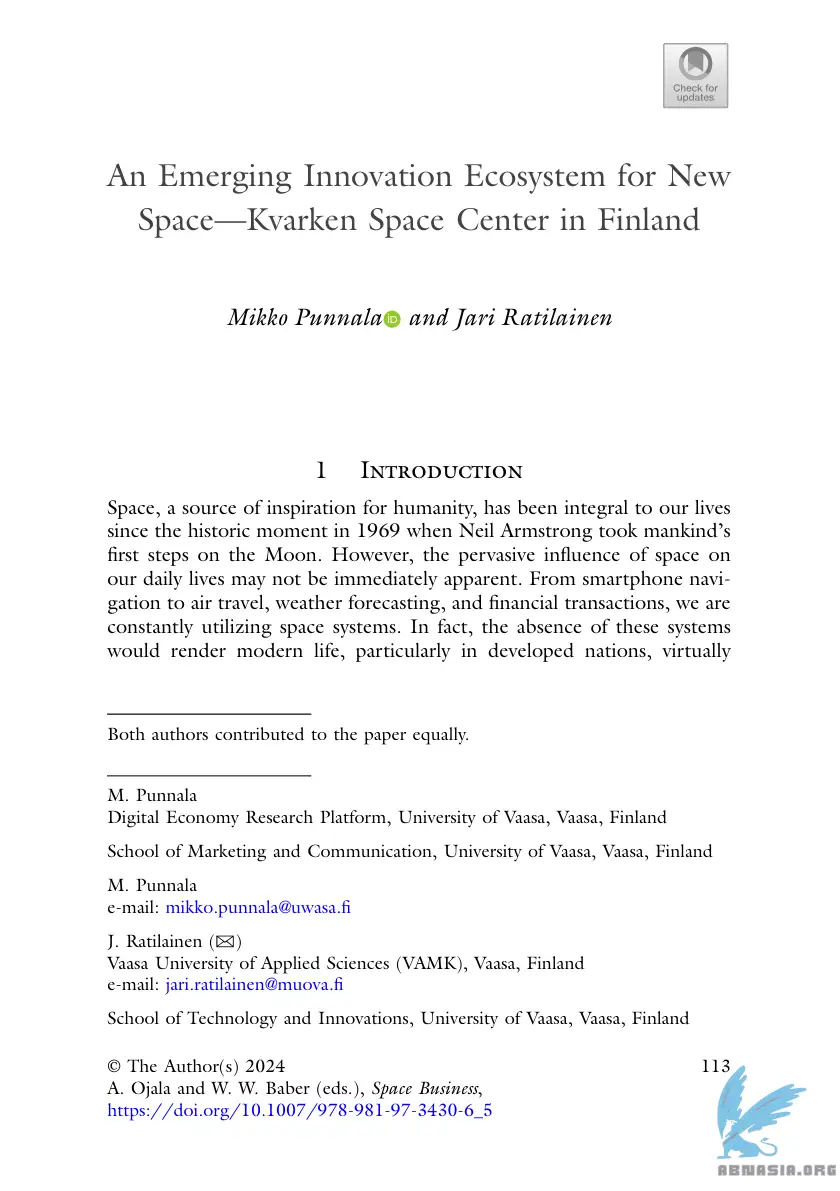 Check for
updates
An Emerging Innovation Ecosystem for New
Space—Kvarken Space Center in Finland
Mikko Punnala iD and Jari Ratilainen
1 Introduction
Space, a source of inspiration for humanity, has been integral to our lives
since the historic moment in 1969 when Neil Armstrong took mankind’s
first steps on the Moon. However, the pervasive influence of space on
our daily lives may not be immediately apparent. From smartphone navi-
gation to air travel, weather forecasting, and financial transactions, we are
constantly utilizing space systems. In fact, the absence of these systems
would render modern life, particularly in developed nations, virtually
Both authors contributed to the paper equally.
M. Punnala
Digital Economy Research Platform, University of Vaasa, Vaasa, Finland
School of Marketing and Communication, University of Vaasa, Vaasa, Finland
M. Punnala
e-mail: mikko.punnala@uwasa.fi
J. Ratilainen (✉)
Vaasa University of Applied Sciences (VAMK), Vaasa, Finland
e-mail: jari.ratilainen@muova.fi
School of Technology and Innovations, University of Vaasa, Vaasa, Finland
© The Author(s) 2024 113
A. Ojala and W. W. Baber (eds.), Space Business,
https://doi.org/10.1007/978-981-97-3430-6_5
ABNASIA.ORG